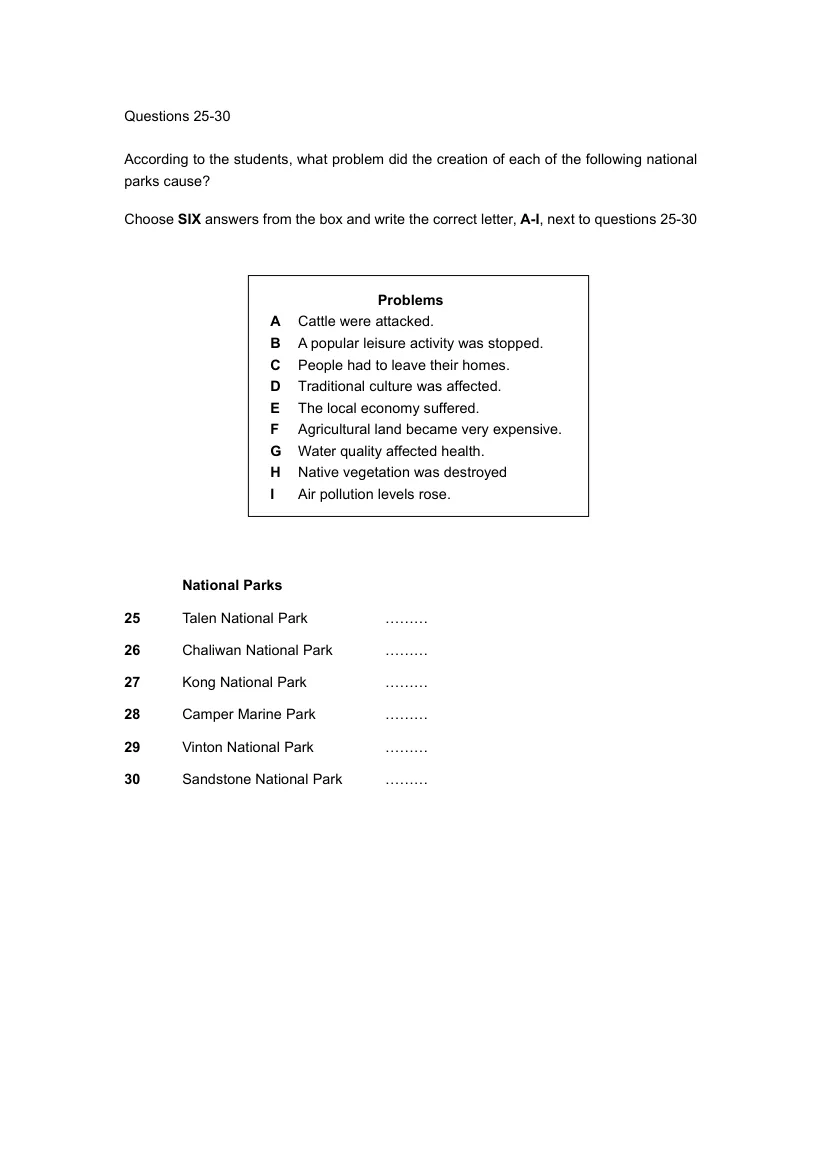 Questions 25-30
According to the students, what problem did the creation of each of the following national
parks cause?
Choose SIX answers from the box and write the correct letter, A-I, next to questions 25-30
Problems
A Cattle were attacked.
B A popular leisure activity was stopped.
C People had to leave their homes.
D Traditional culture was affected.
E The local economy suffered.
F Agricultural land became very expensive.
G Water quality affected health.
H Native vegetation was destroyed
I Air pollution levels rose.
National Parks
25 Talen National Park ………
26 Chaliwan National Park ………
27 Kong National Park ………
28 Camper Marine Park ………
29 Vinton National Park ………
30 Sandstone National Park ………